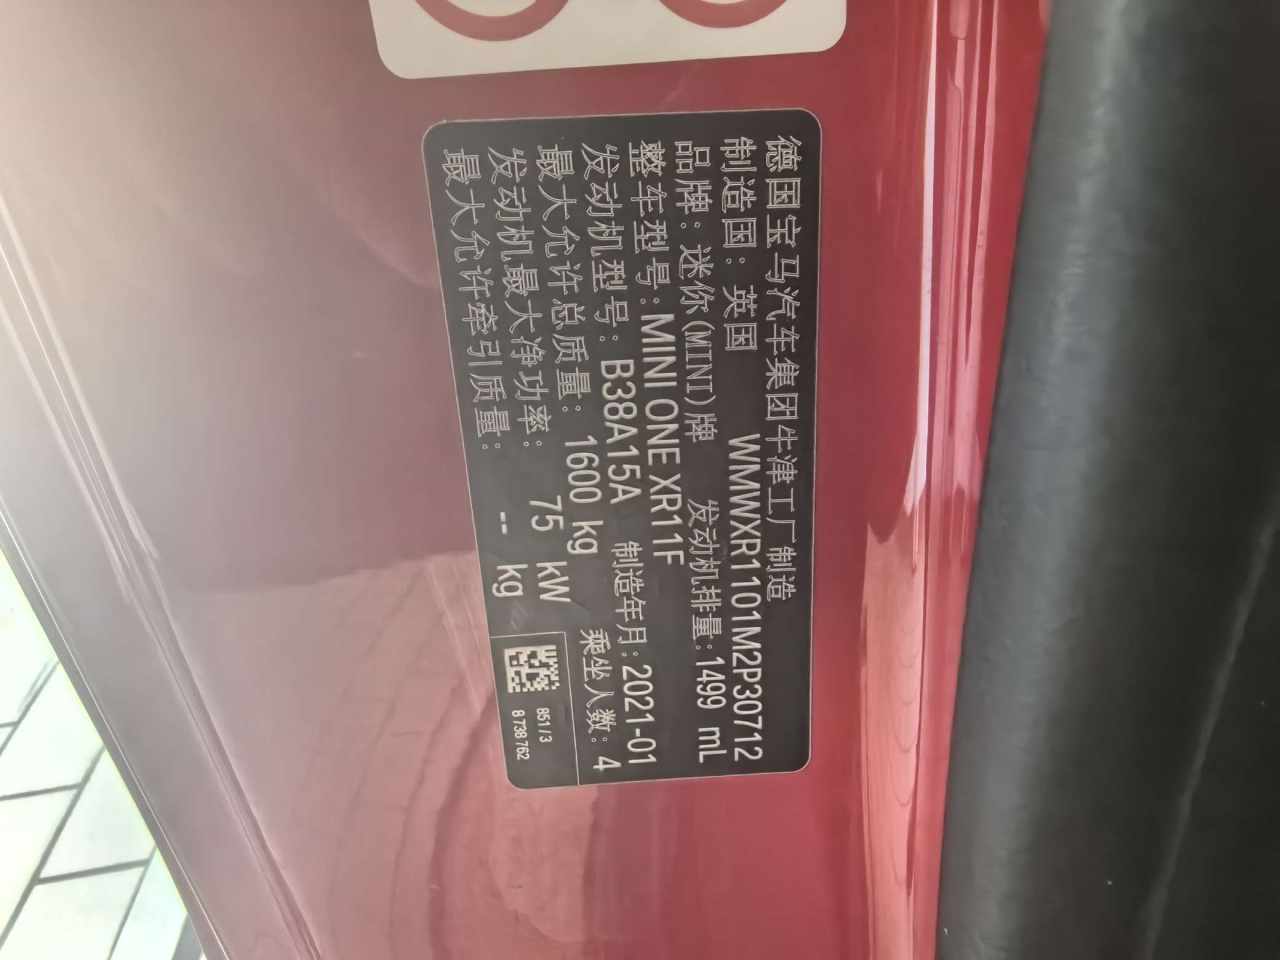 德国宝马汽车集团牛津工厂制造
制造国：英国 WMWXR1101M2P30712
品牌：迷你(MINI)牌 发动机排量：1499 mL
整车型号：MINI ONE XR11F
发动机型号：B38A15A 制造年月：2021-01
最大允许总质量：1600 kg 乘坐人数：4
发动机最大净功率：75 kW
最大允许牵引质量：-- kg
851/3
8 738 762